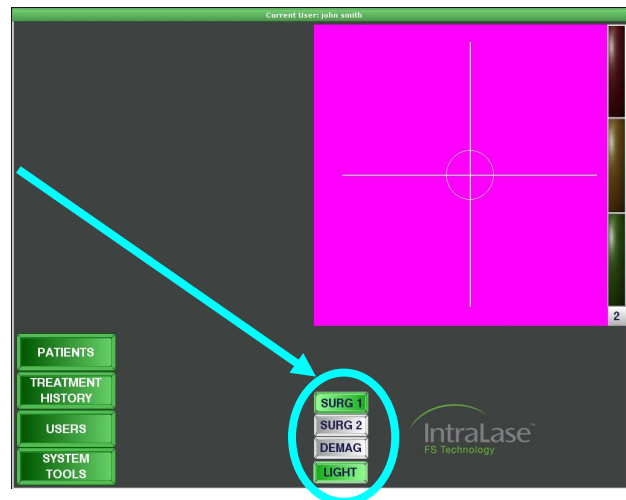 Current User: john smith
2
PATIENTS
TREATMENT
HISTORY
USERS
SYSTEM
TOOLS
SURG 1
SURG 2
DEMAG
LIGHT
IntraLase™
FS Technology